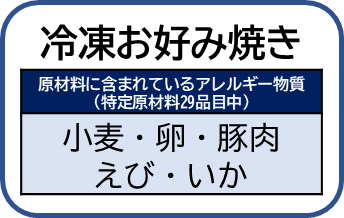 冷凍お好み焼き
原材料に含まれているアレルギー物質
（特定原材料29品目中）
小麦・卵・豚肉
えび・いか